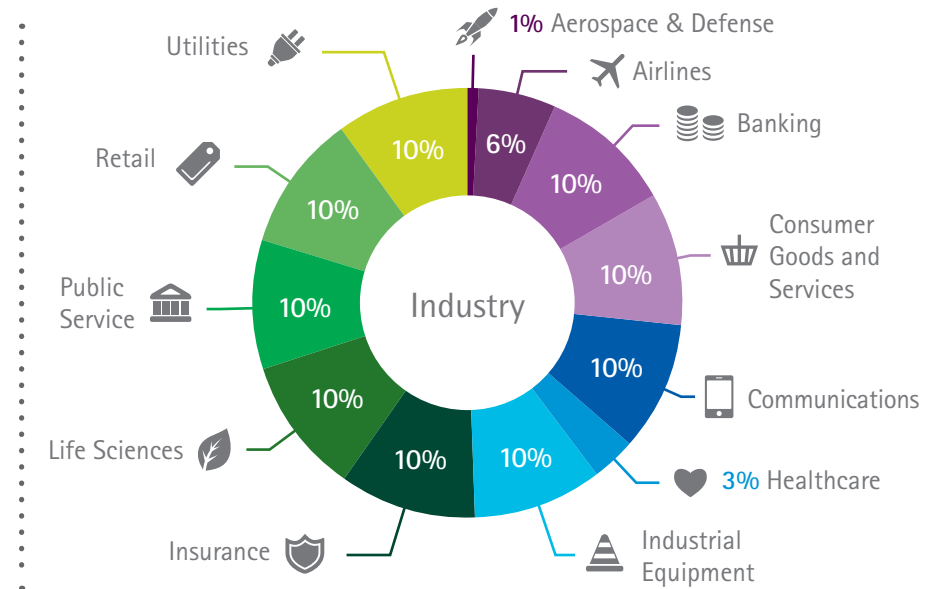 1% Aerospace & Defense
Utilities
Airlines
10%
6%
Banking
10%
Retail
10%
Consumer
Goods and
Services
10%
Public
Service
10%
Industry
10%
Communications
Life Sciences
10%
10%
10%
3% Healthcare
Insurance
Industrial
Equipment